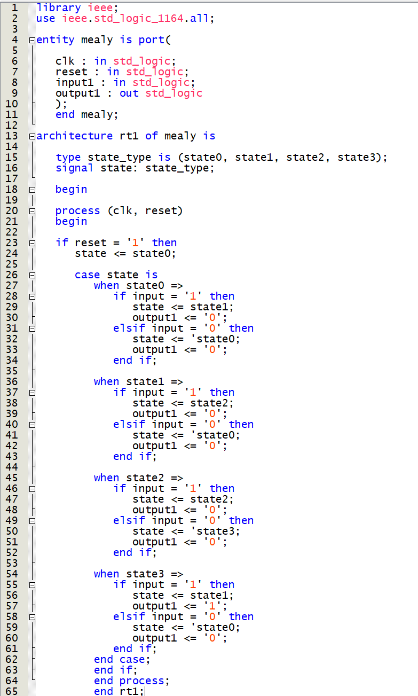 1 library ieee;
2 use ieee.std_logic_1164.all;
3
4 entity mealy is port(
5
6 clk : in std_logic;
7 reset : in std_logic;
8 input1 : in std_logic;
9 output1 : out std_logic
10 );
11 end mealy;
12
13 architecture rt1 of mealy is
14
15 type state_type is (state0, state1, state2, state3);
16 signal state: state_type;
17
18 begin
19
20 process (clk, reset)
21 begin
22
23 if reset = '1' then
24 state <= state0;
25
26 case state is
27 when state0 =>
28 if input = '1' then
29 state <= state1;
30 output1 <= '0';
31 elsif input = '0' then
32 state <= 'state0;
33 output1 <= '0';
34 end if;
35
36 when state1 =>
37 if input = '1' then
38 state <= state2;
39 output1 <= '0';
40 elsif input = '0' then
41 state <= 'state0;
42 output1 <= '0';
43 end if;
44
45 when state2 =>
46 if input = '1' then
47 state <= state2;
48 output1 <= '0';
49 elsif input = '0' then
50 state <= 'state3;
51 output1 <= '0';
52 end if;
53
54 when state3 =>
55 if input = '1' then
56 state <= state1;
57 output1 <= '1';
58 elsif input = '0' then
59 state <= 'state0;
60 output1 <= '0';
61 end if;
62 end case;
63 end if;
64 end process;
65 end rt1;